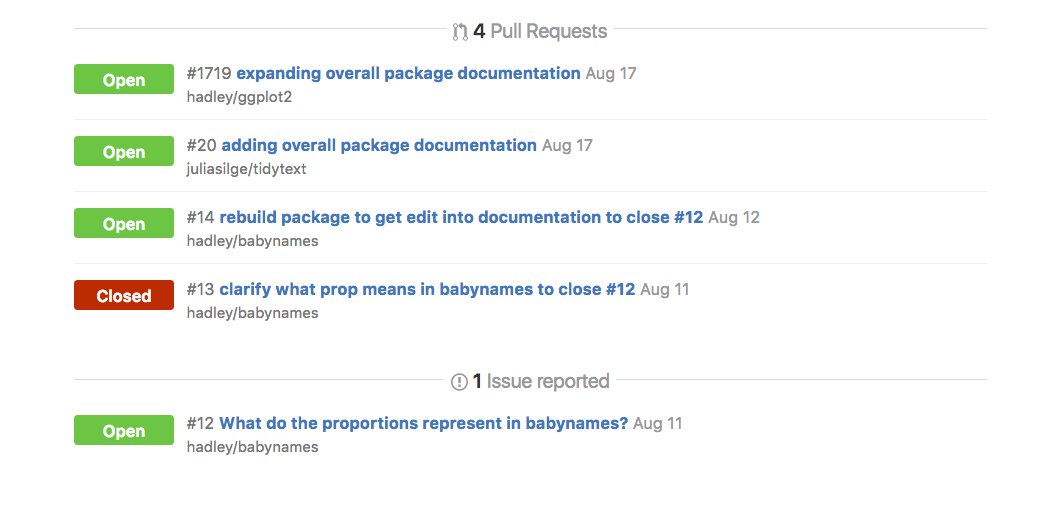 4 Pull Requests
Open #1719 expanding overall package documentation Aug 17
hadley/ggplot2
Open #20 adding overall package documentation Aug 17
juliasilge/tidytext
Open #14 rebuild package to get edit into documentation to close #12 Aug 12
hadley/babynames
Closed #13 clarify what prop means in babynames to close #12 Aug 11
hadley/babynames
1 Issue reported
Open #12 What do the proportions represent in babynames? Aug 11
hadley/babynames